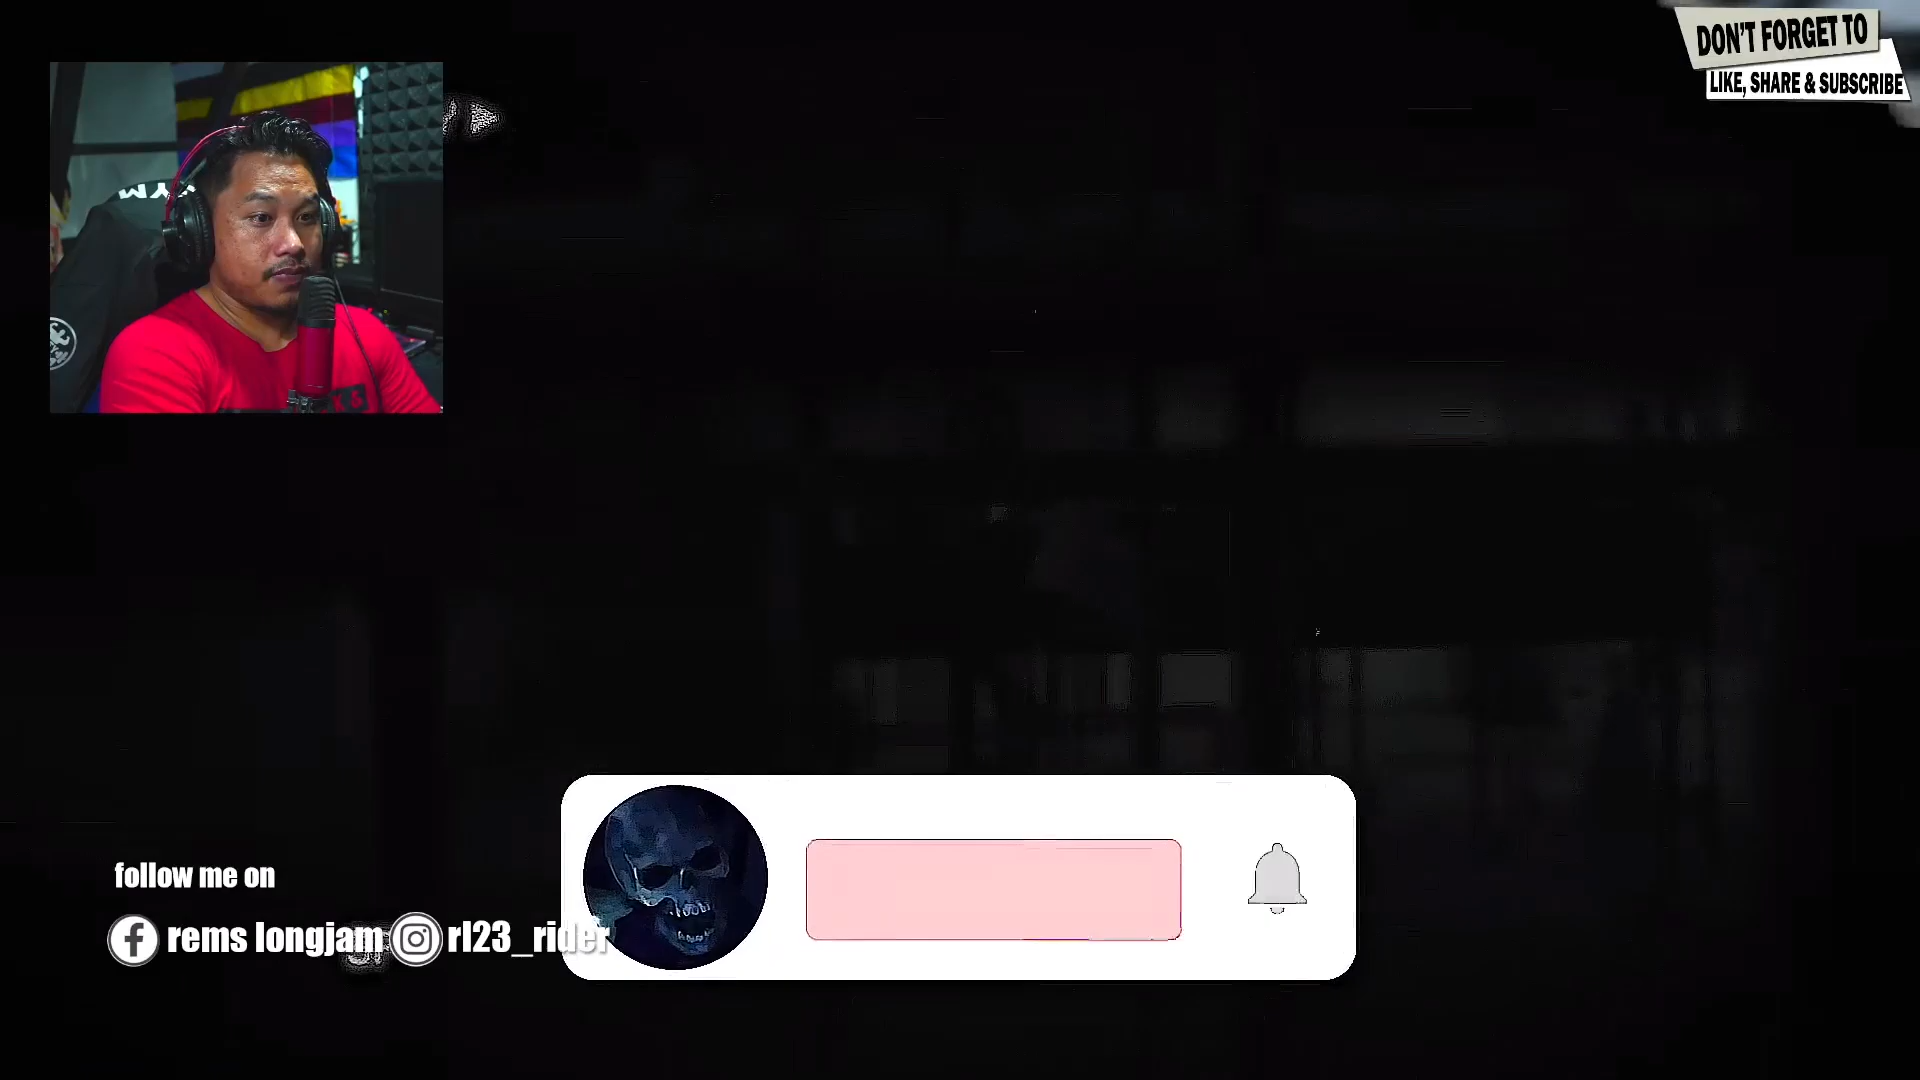 DON'T FORGET TO
LIKE, SHARE & SUBSCRIBE
follow me on
rems longjam rl23_rider